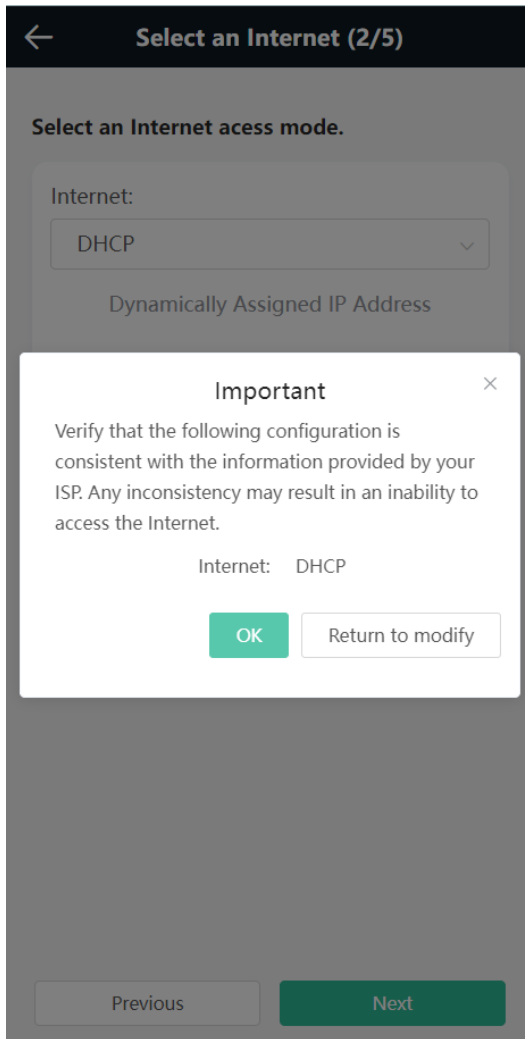 Select an Internet (2/5)
Select an Internet acess mode.
Internet:
DHCP
Dynamically Assigned IP Address
Important
Verify that the following configuration is
consistent with the information provided by your
ISP. Any inconsistency may result in an inability to
access the Internet.
Internet: DHCP
OK Return to modify
Previous Next